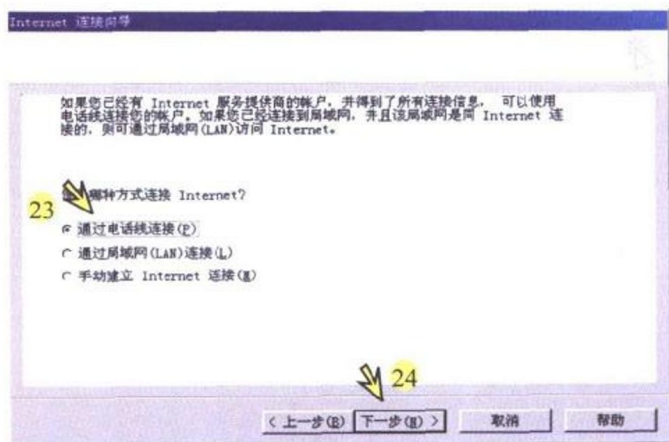 Internet 连接向导
如果您已经有 Internet 服务提供商的帐户，并得到了所有连接信息， 可以使用
电话线连接您的帐户。如果您已经连接到局域网，并且该局域网是同 Internet 连
接的，则可通过局域网(LAN)访问 Internet。
哪种方式连接 Internet?
23
通过电话线连接(P)
通过局域网(LAN)连接(L)
手动建立 Internet 连接(M)
24
< 上一步(B) 下一步(N) > 取消 帮助